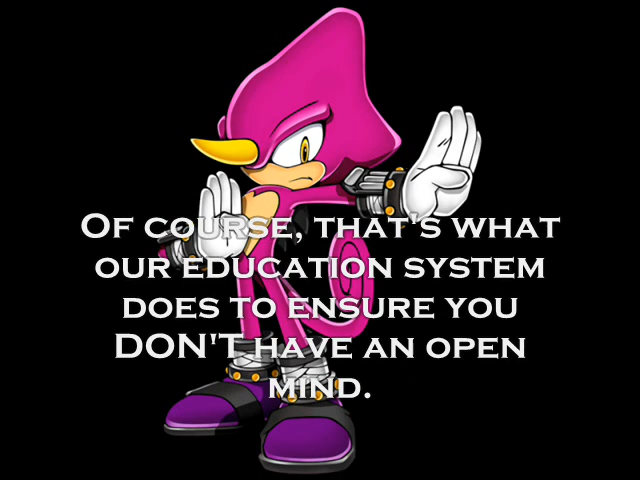 Of course, that's what
our education system
does to ensure you
DON'T have an open
mind.